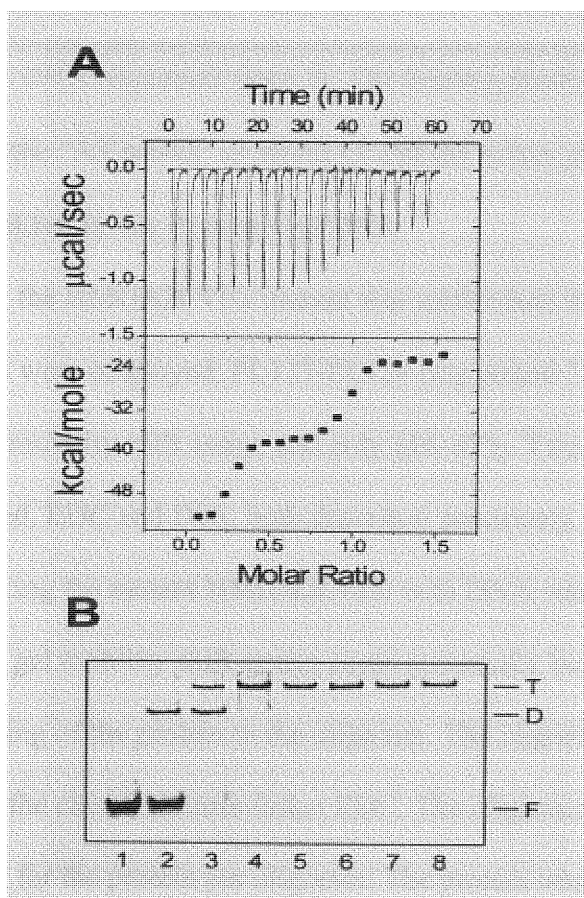 A
Time (min)
0 10 20 30 40 50 60 70
μcal/sec
0.0
-0.5
-1.0
-1.5
kcal/mole
-24
-32
-40
-48
0.0 0.5 1.0 1.5
Molar Ratio
B
T
D
F
1 2 3 4 5 6 7 8